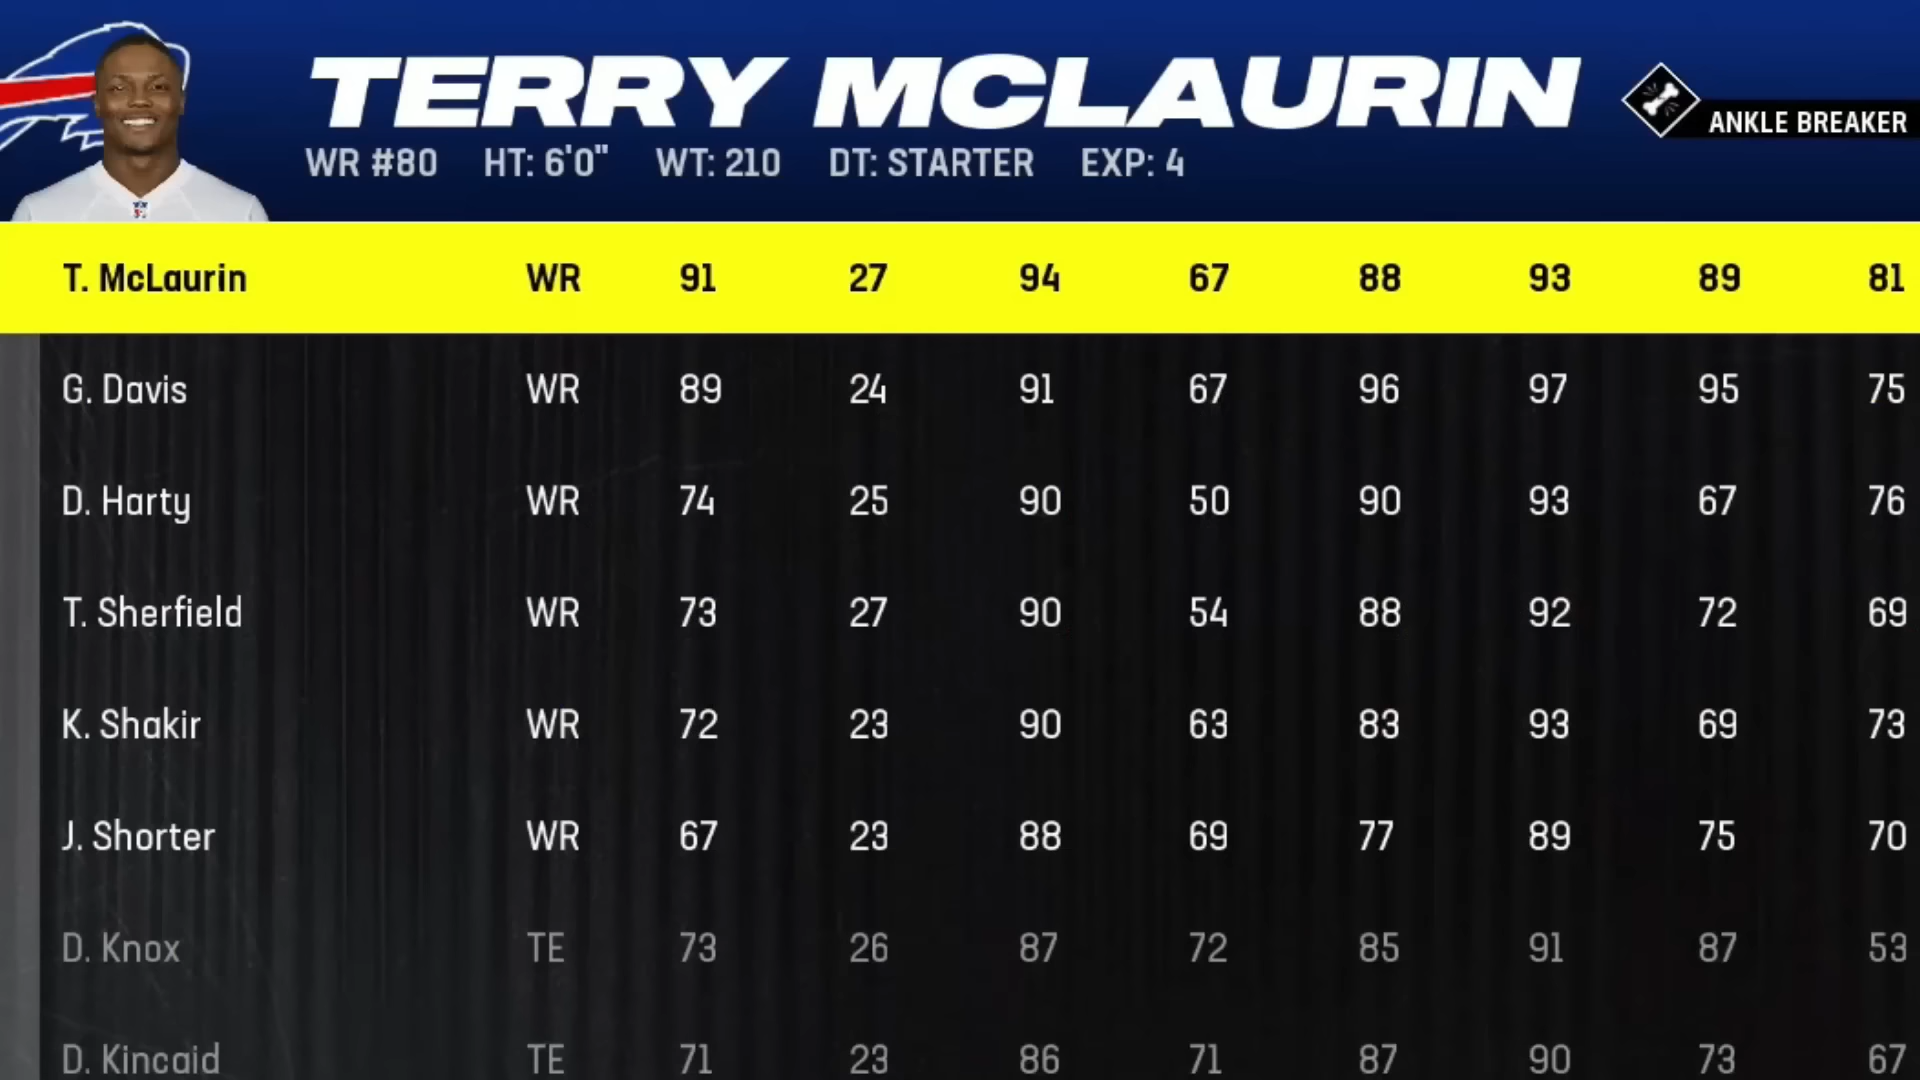 TERRY MCLAURIN
ANKLE BREAKER
WR #80 HT: 6'0" WT: 210 DT: STARTER EXP: 4
T. McLaurin WR 91 27 94 67 88 93 89 81
G. Davis WR 89 24 91 67 96 97 95 75
D. Harty WR 74 25 90 50 90 93 67 76
T. Sherfield WR 73 27 90 54 88 92 72 69
K. Shakir WR 72 23 90 63 83 93 69 73
J. Shorter WR 67 23 88 69 77 89 75 70
D. Knox TE 73 26 87 72 85 91 87 53
D. Kincaid TE 71 23 86 71 87 90 73 67